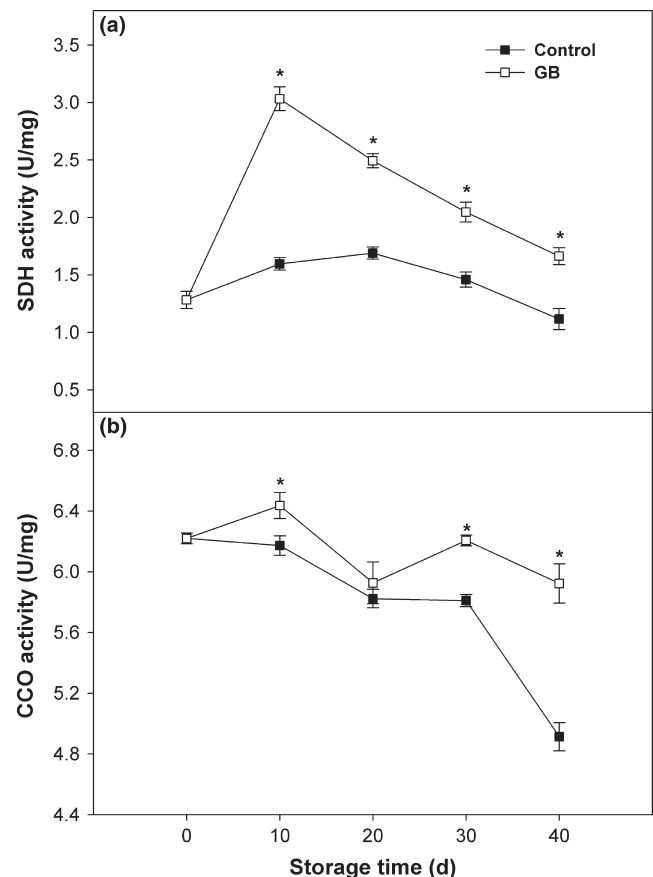 (a)
3.5
3.0
2.5
2.0
1.5
1.0
0.5
SDH activity (U/mg)
Control
GB
*
*
*
*
(b)
6.8
6.4
6.0
5.6
5.2
4.8
4.4
CCO activity (U/mg)
*
*
*
0 10 20 30 40
Storage time (d)